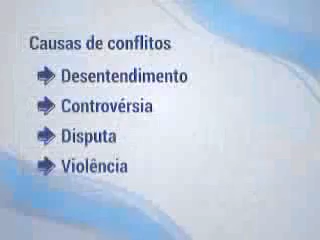 Causas de conflitos
Desentendimento
Controvérsia
Disputa
Violência